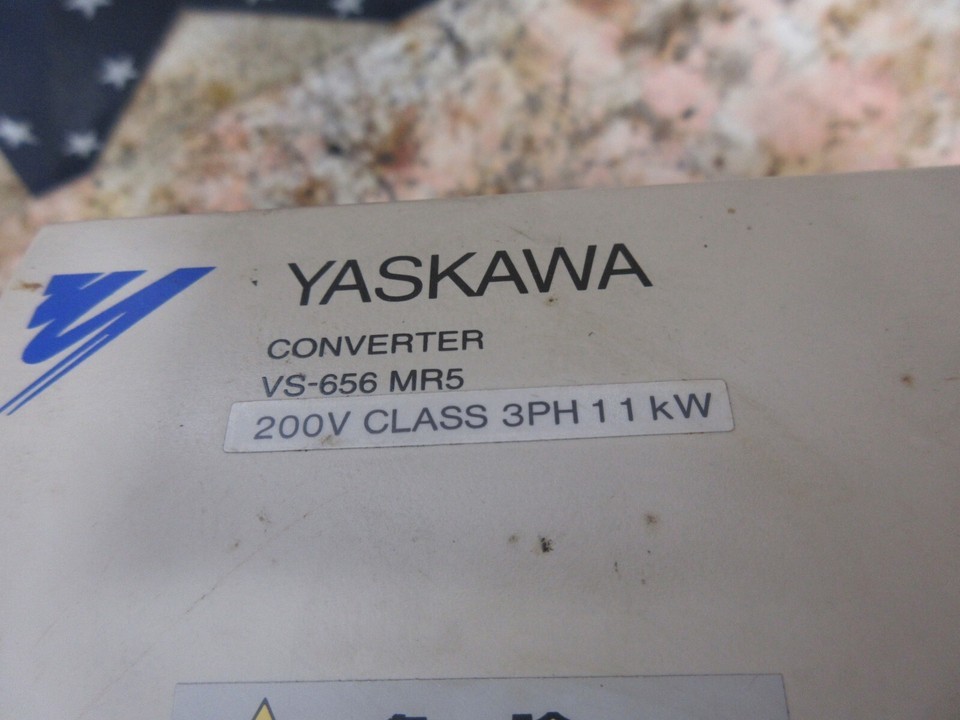 YASKAWA
CONVERTER
VS-656 MR5
200V CLASS 3PH 11kW